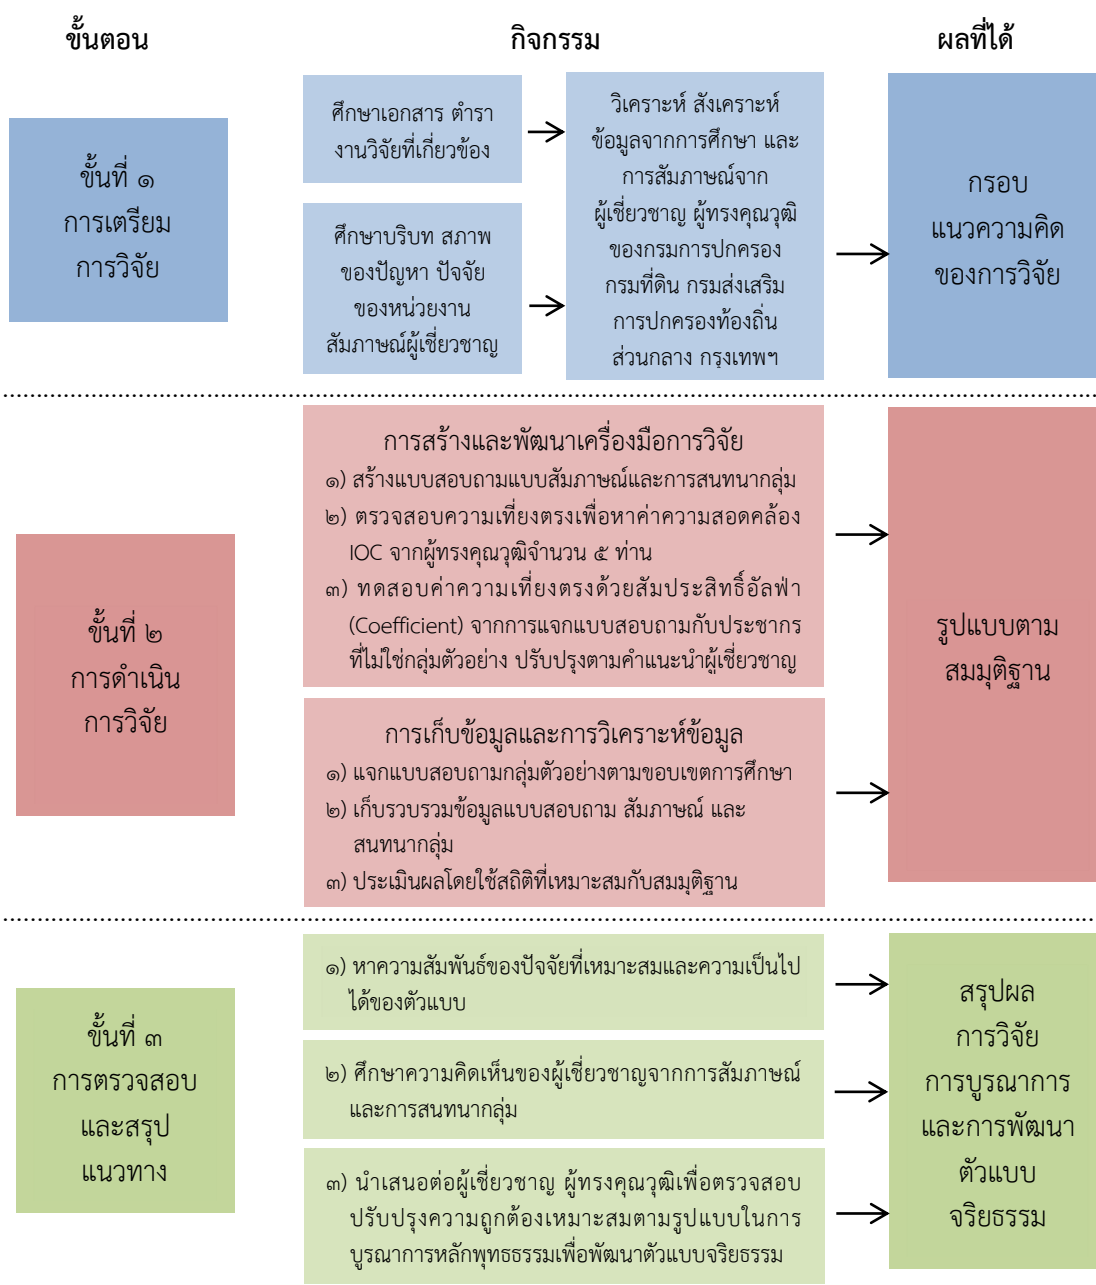 ขั้นตอน
กิจกรรม
ผลที่ได้
ขั้นที่ ๑
การเตรียม
การวิจัย
ศึกษาเอกสาร ตำรา
งานวิจัยที่เกี่ยวข้อง
ศึกษาบริบท สภาพ
ของปัญหา ปัจจัย
ของหน่วยงาน
สัมภาษณ์ผู้เชี่ยวชาญ
วิเคราะห์ สังเคราะห์
ข้อมูลจากการศึกษา และ
การสัมภาษณ์จาก
ผู้เชี่ยวชาญ ผู้ทรงคุณวุฒิ
ของกรมการปกครอง
กรมที่ดิน กรมส่งเสริม
การปกครองท้องถิ่น
ส่วนกลาง กรุงเทพฯ
กรอบ
แนวความคิด
ของการวิจัย
ขั้นที่ ๒
การดำเนิน
การวิจัย
การสร้างและพัฒนาเครื่องมือการวิจัย
๑) สร้างแบบสอบถามแบบสัมภาษณ์และการสนทนากลุ่ม
๒) ตรวจสอบความเที่ยงตรงเพื่อหาค่าความสอดคล้อง
IOC จากผู้ทรงคุณวุฒิจำนวน ๕ ท่าน
๓) ทดสอบค่าความเที่ยงตรงด้วยสัมประสิทธิ์อัลฟ่า
(Coefficient) จากการแจกแบบสอบถามกับประชากร
ที่ไม่ใช่กลุ่มตัวอย่าง ปรับปรุงตามคำแนะนำผู้เชี่ยวชาญ
การเก็บข้อมูลและการวิเคราะห์ข้อมูล
๑) แจกแบบสอบถามกลุ่มตัวอย่างตามขอบเขตการศึกษา
๒) เก็บรวบรวมข้อมูลแบบสอบถาม สัมภาษณ์ และ
สนทนากลุ่ม
๓) ประเมินผลโดยใช้สถิติที่เหมาะสมกับสมมุติฐาน
รูปแบบตาม
สมมุติฐาน
ขั้นที่ ๓
การตรวจสอบ
และสรุป
แนวทาง
๑) หาความสัมพันธ์ของปัจจัยที่เหมาะสมและความเป็นไป
ได้ของตัวแบบ
๒) ศึกษาความคิดเห็นของผู้เชี่ยวชาญจากการสัมภาษณ์
และการสนทนากลุ่ม
๓) นำเสนอต่อผู้เชี่ยวชาญ ผู้ทรงคุณวุฒิเพื่อตรวจสอบ
ปรับปรุงความถูกต้องเหมาะสมตามรูปแบบในการ
บูรณาการหลักพุทธธรรมเพื่อพัฒนาตัวแบบจริยธรรม
สรุปผล
การวิจัย
การบูรณาการ
และการพัฒนา
ตัวแบบ
จริยธรรม